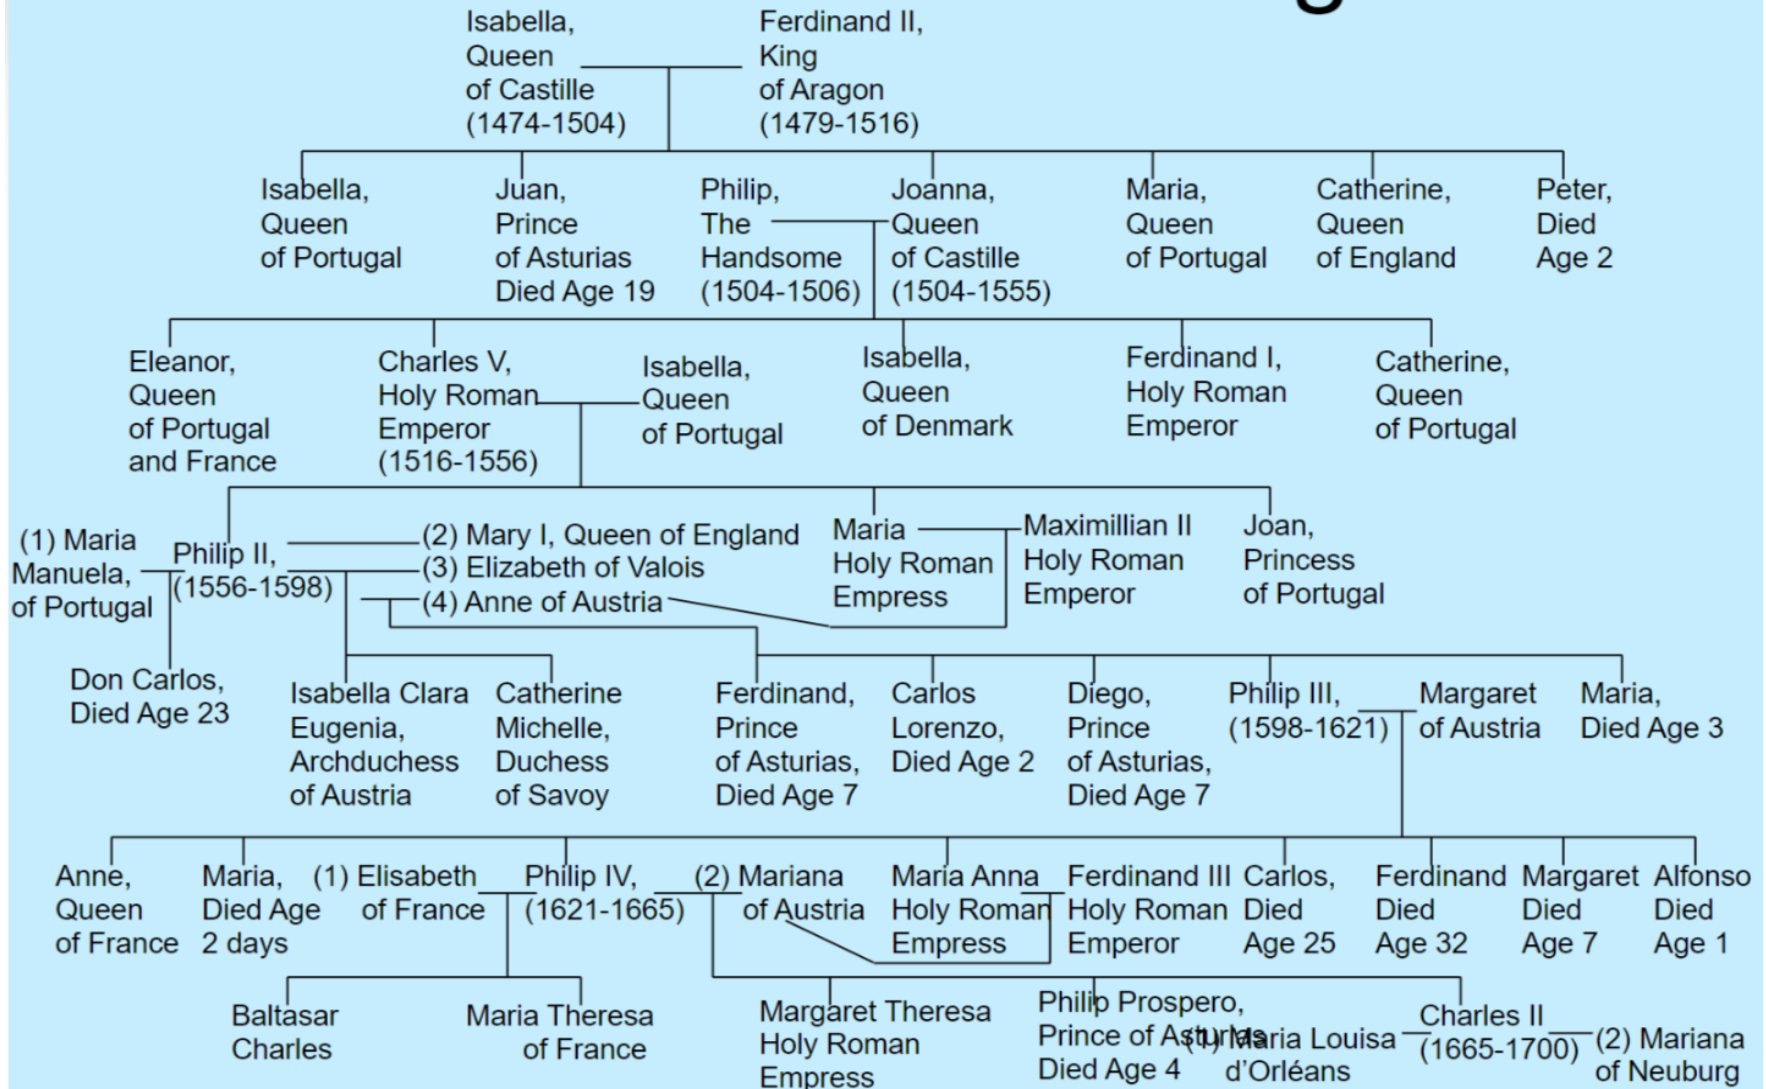 Isabella,
Queen
of Castille
(1474-1504)
Ferdinand II,
King
of Aragon
(1479-1516)
Isabella,
Queen
of Portugal
Juan,
Prince
of Asturias
Died Age 19
Philip,
The
Handsome
(1504-1506)
Joanna,
Queen
of Castille
(1504-1555)
Maria,
Queen
of Portugal
Catherine,
Queen
of England
Peter,
Died
Age 2
Eleanor,
Queen
of Portugal
and France
Charles V,
Holy Roman
Emperor
(1516-1556)
Isabella,
Queen
of Portugal
Isabella,
Queen
of Denmark
Ferdinand I,
Holy Roman
Emperor
Catherine,
Queen
of Portugal
(1) Maria
Manuela,
of Portugal
Philip II,
(1556-1598)
(2) Mary I, Queen of England
(3) Elizabeth of Valois
(4) Anne of Austria
Maria
Holy Roman
Empress
Maximillian II
Holy Roman
Emperor
Joan,
Princess
of Portugal
Don Carlos,
Died Age 23
Isabella Clara
Eugenia,
Archduchess
of Austria
Catherine
Michelle,
Duchess
of Savoy
Ferdinand,
Prince
of Asturias,
Died Age 7
Carlos
Lorenzo,
Died Age 2
Diego,
Prince
of Asturias,
Died Age 7
Philip III,
(1598-1621)
Margaret
of Austria
Maria,
Died Age 3
Anne,
Queen
of France
Maria,
Died Age
2 days
(1) Elisabeth
of France
Philip IV,
(1621-1665)
(2) Mariana
of Austria
Maria Anna
Holy Roman
Empress
Ferdinand III
Holy Roman
Emperor
Carlos,
Died
Age 25
Ferdinand
Died
Age 32
Margaret
Died
Age 7
Alfonso
Died
Age 1
Baltasar
Charles
Maria Theresa
of France
Margaret Theresa
Holy Roman
Empress
Philip Prospero,
Prince of Asturias
Died Age 4
(1) Maria Louisa
d'Orléans
Charles II
(1665-1700)
(2) Mariana
of Neuburg